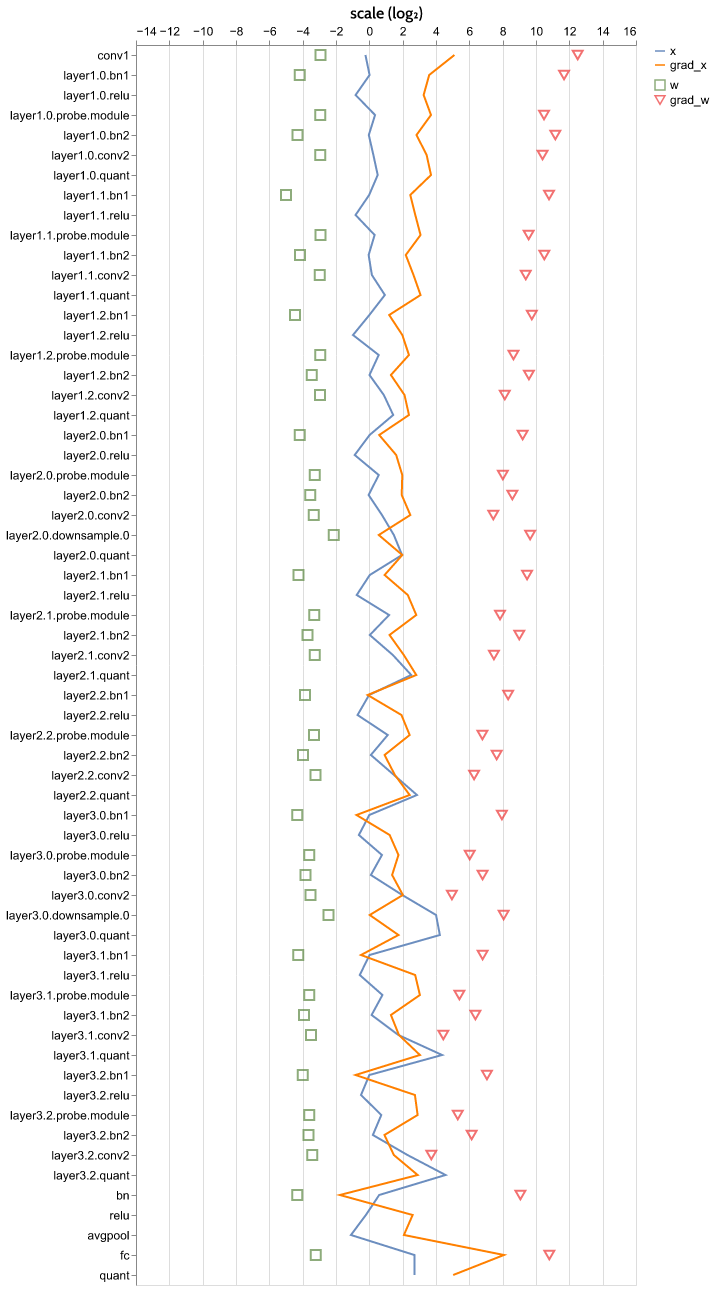 scale (log₂)
−14 −12 −10 −8 −6 −4 −2 0 2 4 6 8 10 12 14 16
x
grad_x
w
grad_w
conv1
layer1.0.bn1
layer1.0.relu
layer1.0.probe.module
layer1.0.bn2
layer1.0.conv2
layer1.0.quant
layer1.1.bn1
layer1.1.relu
layer1.1.probe.module
layer1.1.bn2
layer1.1.conv2
layer1.1.quant
layer1.2.bn1
layer1.2.relu
layer1.2.probe.module
layer1.2.bn2
layer1.2.conv2
layer1.2.quant
layer2.0.bn1
layer2.0.relu
layer2.0.probe.module
layer2.0.bn2
layer2.0.conv2
layer2.0.downsample.0
layer2.0.quant
layer2.1.bn1
layer2.1.relu
layer2.1.probe.module
layer2.1.bn2
layer2.1.conv2
layer2.1.quant
layer2.2.bn1
layer2.2.relu
layer2.2.probe.module
layer2.2.bn2
layer2.2.conv2
layer2.2.quant
layer3.0.bn1
layer3.0.relu
layer3.0.probe.module
layer3.0.bn2
layer3.0.conv2
layer3.0.downsample.0
layer3.0.quant
layer3.1.bn1
layer3.1.relu
layer3.1.probe.module
layer3.1.bn2
layer3.1.conv2
layer3.1.quant
layer3.2.bn1
layer3.2.relu
layer3.2.probe.module
layer3.2.bn2
layer3.2.conv2
layer3.2.quant
bn
relu
avgpool
fc
quant